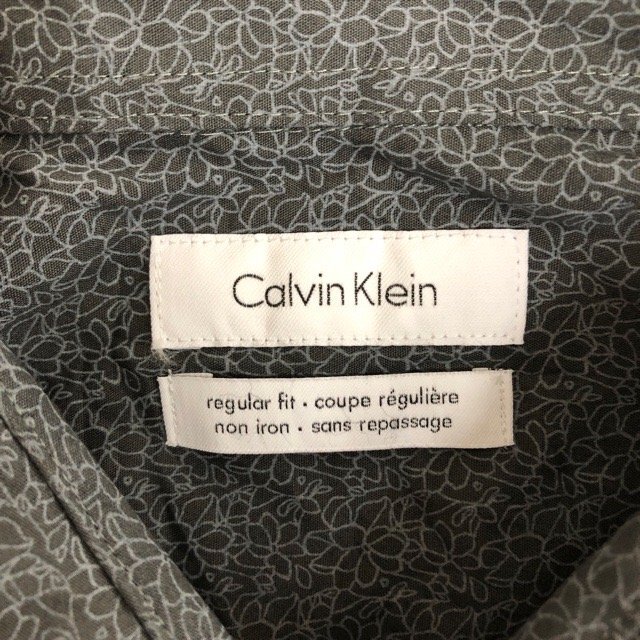 Calvin Klein
regular fit · coupe régulière
non iron · sans repassage